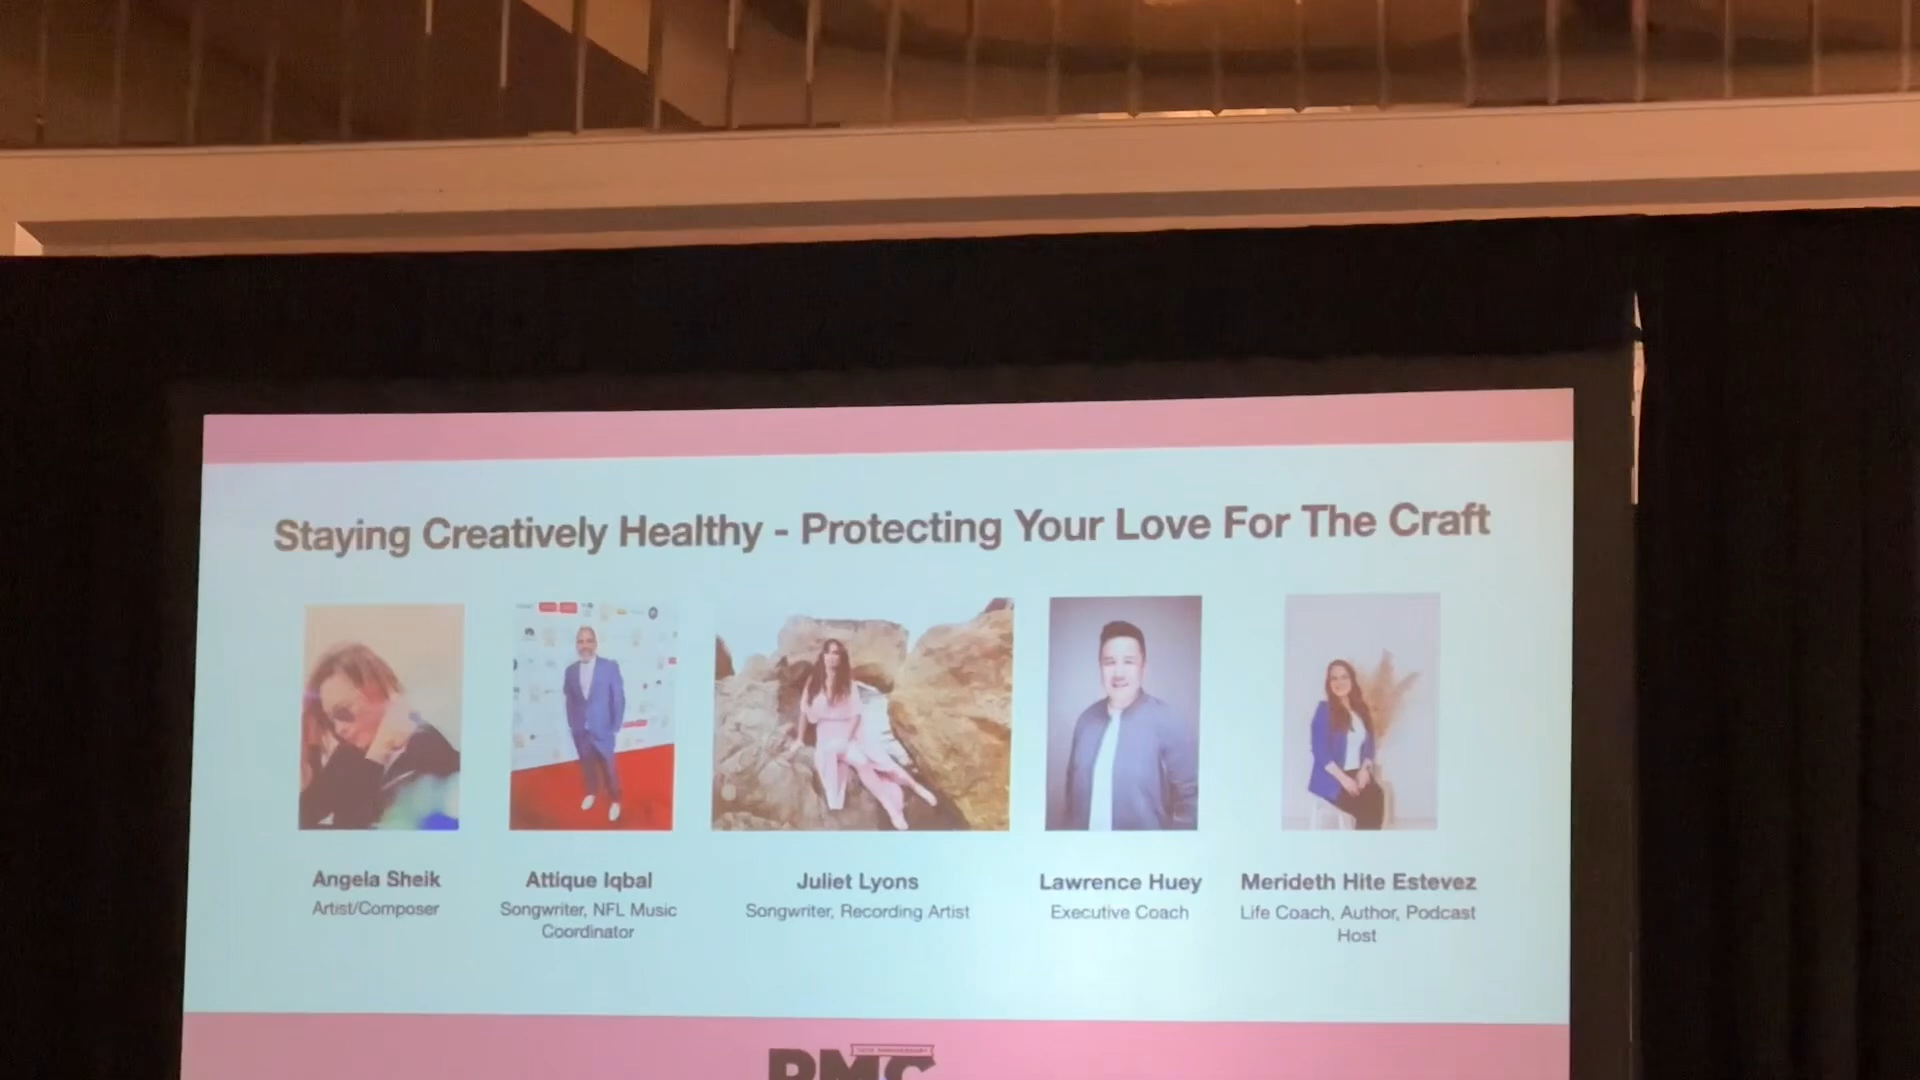 Staying Creatively Healthy - Protecting Your Love For The Craft
Angela Sheik
Artist/Composer
Attique Iqbal
Songwriter, NFL Music
Coordinator
Juliet Lyons
Songwriter, Recording Artist
Lawrence Huey
Executive Coach
Merideth Hite Estevez
Life Coach, Author, Podcast
Host